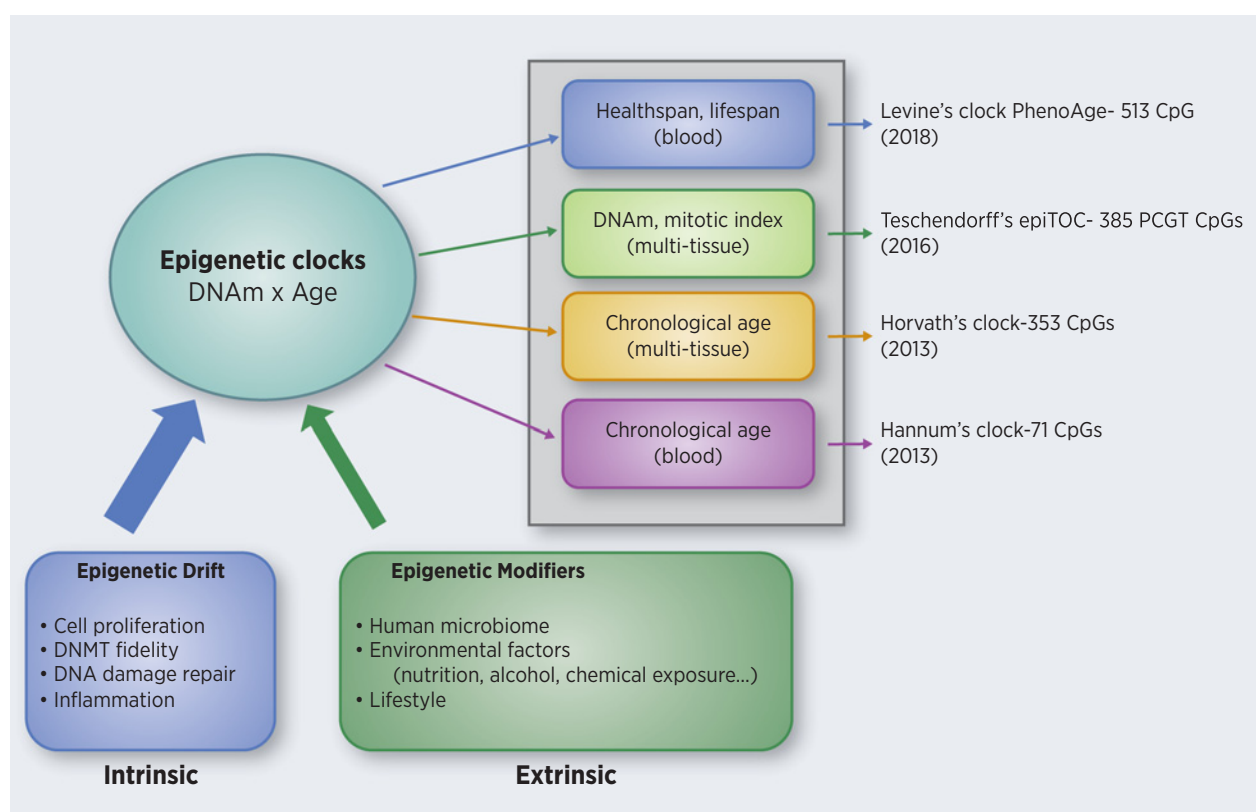 Healthspan, lifespan
(blood)
Levine’s clock PhenoAge- 513 CpG
(2018)
DNAm, mitotic index
(multi-tissue)
Teschendorff’s epiTOC- 385 PCGT CpGs
(2016)
Epigenetic clocks
DNAm x Age
Chronological age
(multi-tissue)
Horvath’s clock-353 CpGs
(2013)
Chronological age
(blood)
Hannum’s clock-71 CpGs
(2013)
Epigenetic Drift
• Cell proliferation
• DNMT fidelity
• DNA damage repair
• Inflammation
Intrinsic
Epigenetic Modifiers
• Human microbiome
• Environmental factors
(nutrition, alcohol, chemical exposure...)
• Lifestyle
Extrinsic